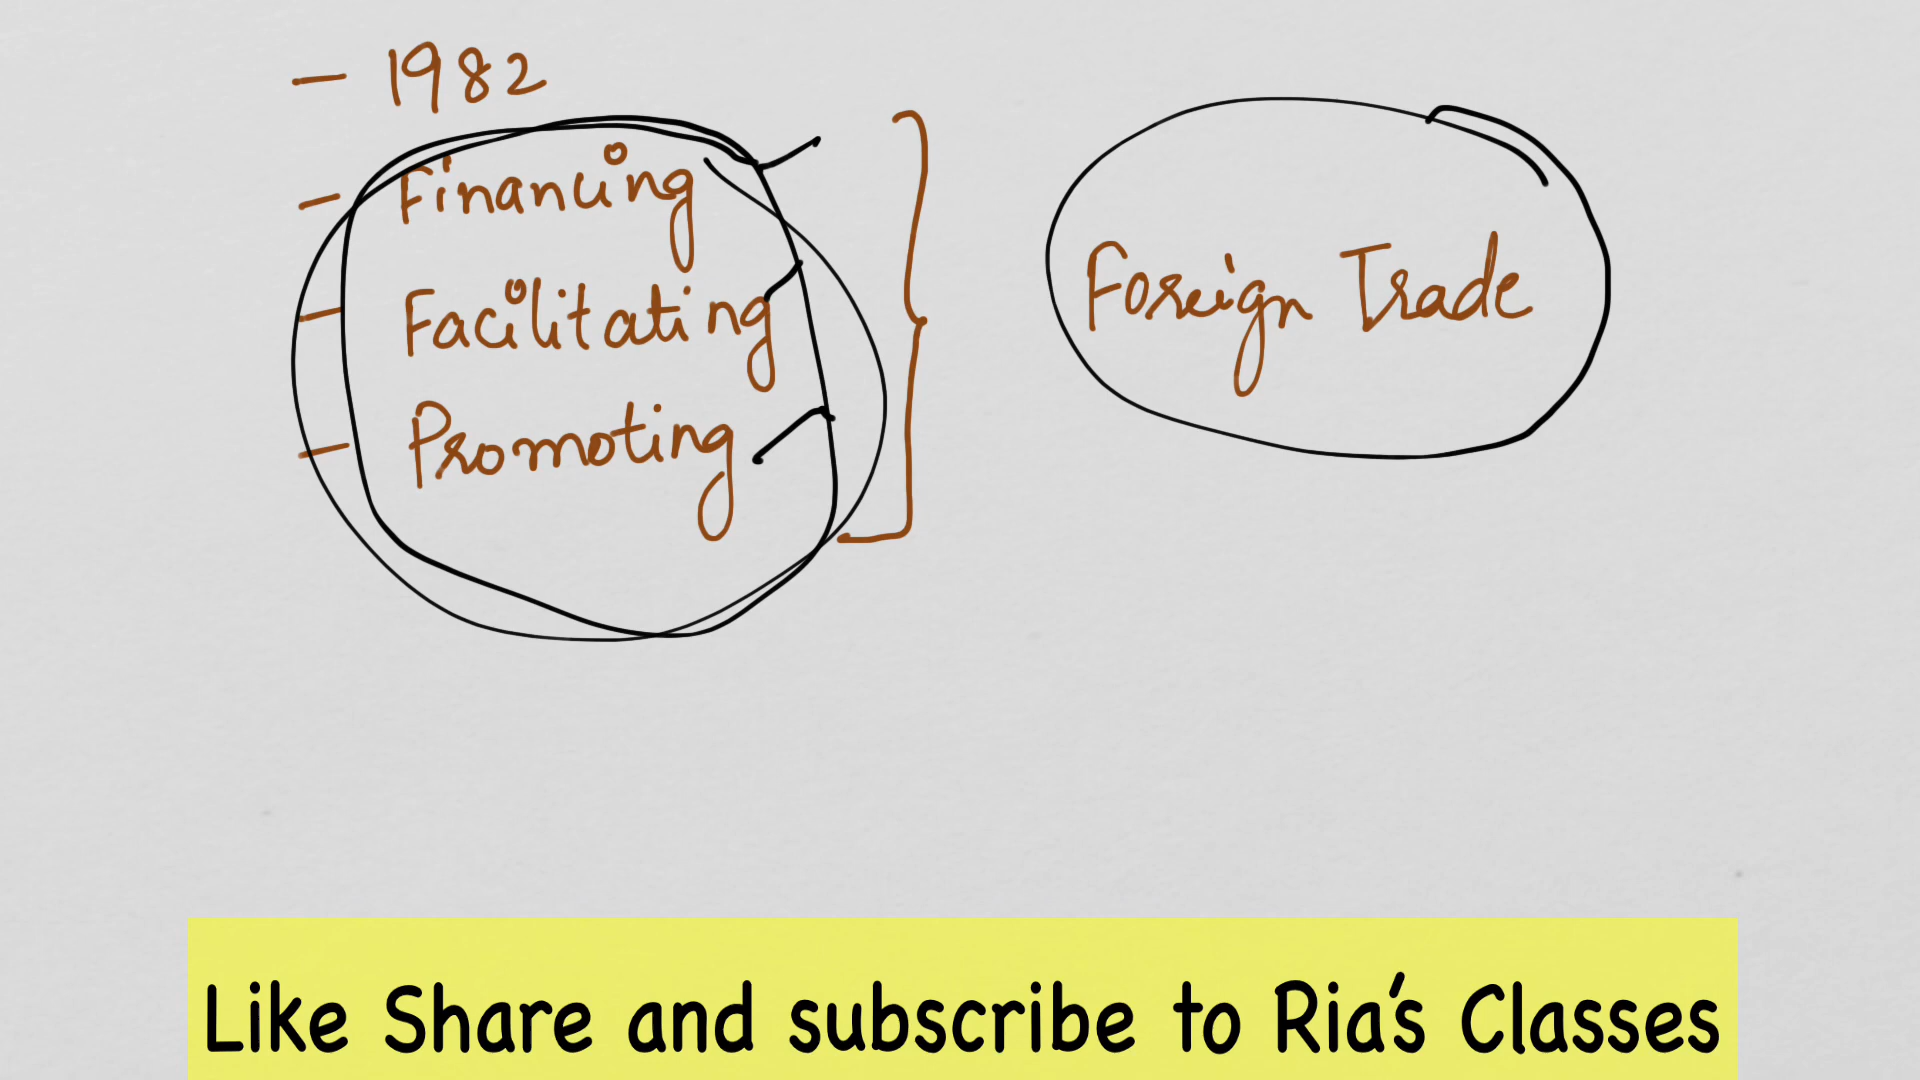 - 1982
- Financing
- Facilitating
- Promoting
Foreign Trade
Like Share and subscribe to Ria's Classes